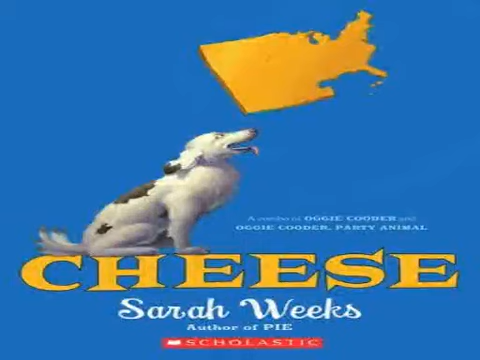 A combo of OGGIE COODER and
OGGIE COODER, PARTY ANIMAL
CHEESE
Sarah Weeks
Author of PIE
SCHOLASTIC